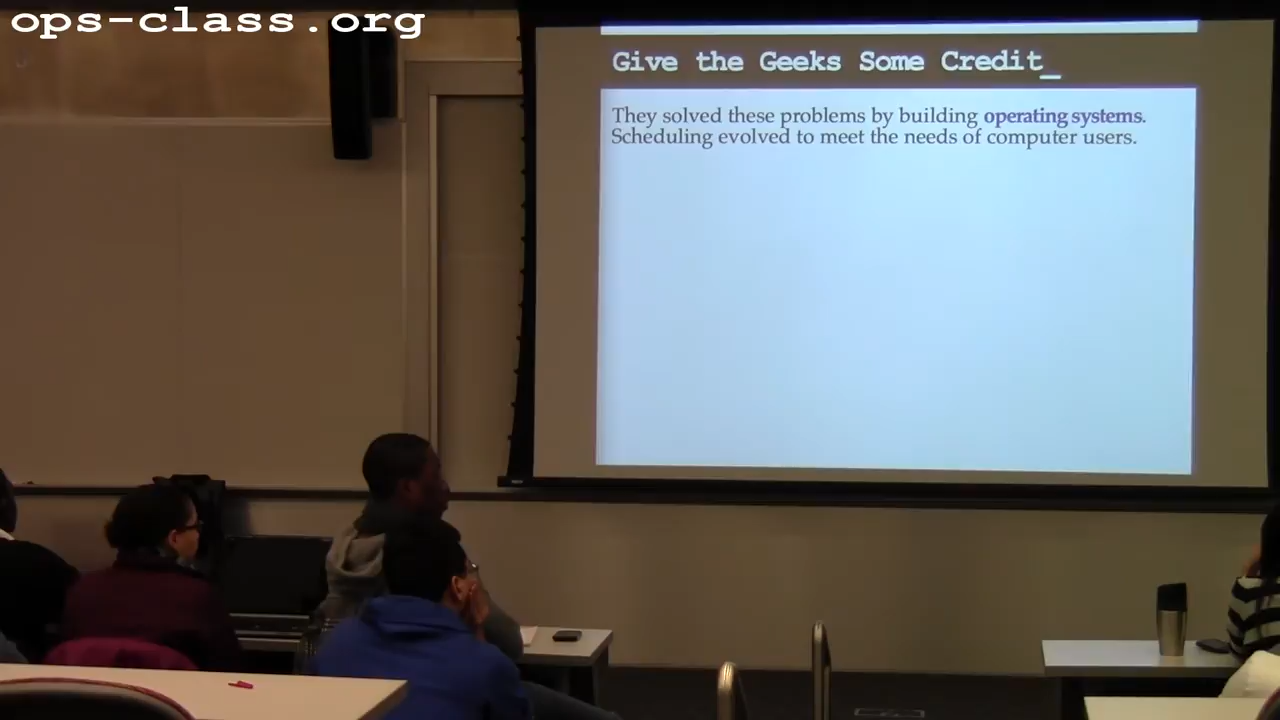 ops-class.org
Give the Geeks Some Credit_
They solved these problems by building operating systems.
Scheduling evolved to meet the needs of computer users.